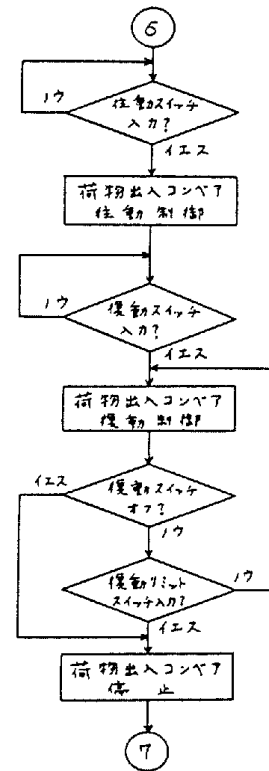 6
ノウ
往動スイッチ
入力?
イエス
荷物出入コンベア
往動制御
ノウ
復動スイッチ
入力?
イエス
荷物出入コンベア
復動制御
イエス
復動スイッチ
オフ?
ノウ
復動リミット
スイッチ入力?
ノウ
イエス
荷物出入コンベア
停止
7